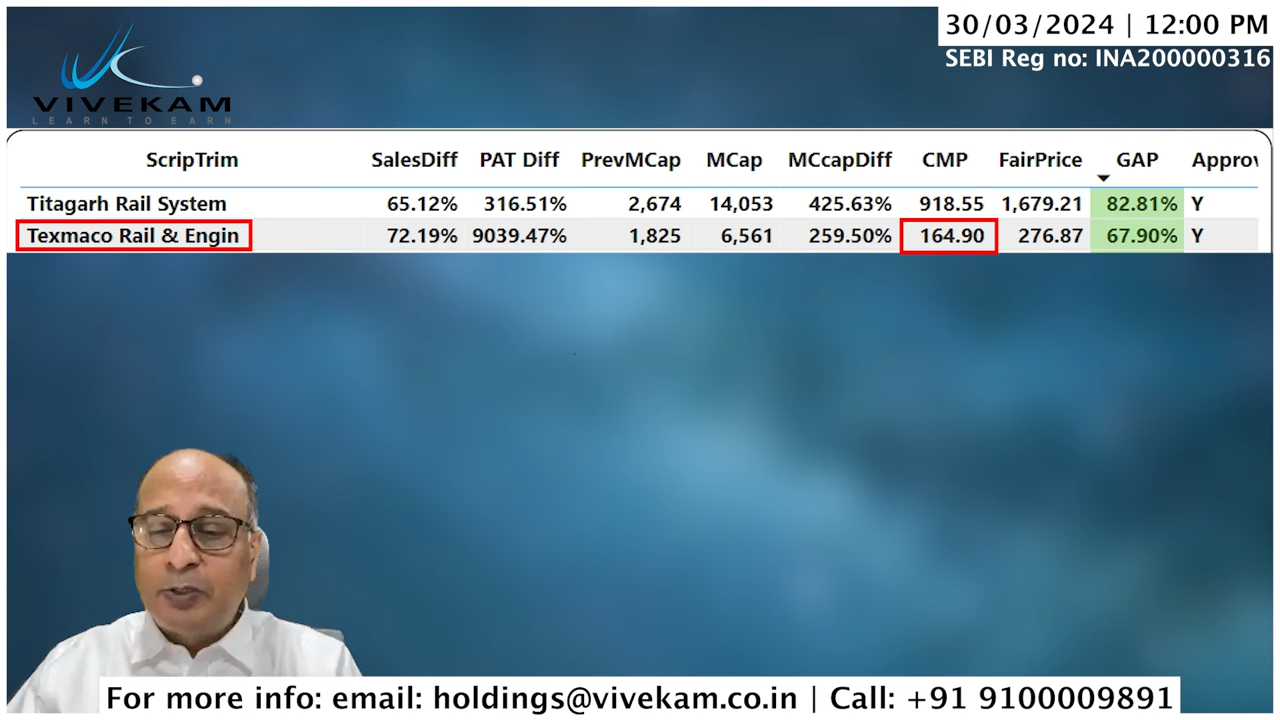 30/03/2024 | 12:00 PM
SEBI Reg no: INA200000316
VIVEKAM
LEARN TO EARN
ScripTrim SalesDiff PAT Diff PrevMCap MCap MCcapDiff CMP FairPrice GAP Approv
Titagarh Rail System 65.12% 316.51% 2,674 14,053 425.63% 918.55 1,679.21 82.81% Y
Texmaco Rail & Engin 72.19% 9039.47% 1,825 6,561 259.50% 164.90 276.87 67.90% Y
For more info: email: holdings@vivekam.co.in | Call: +91 9100009891